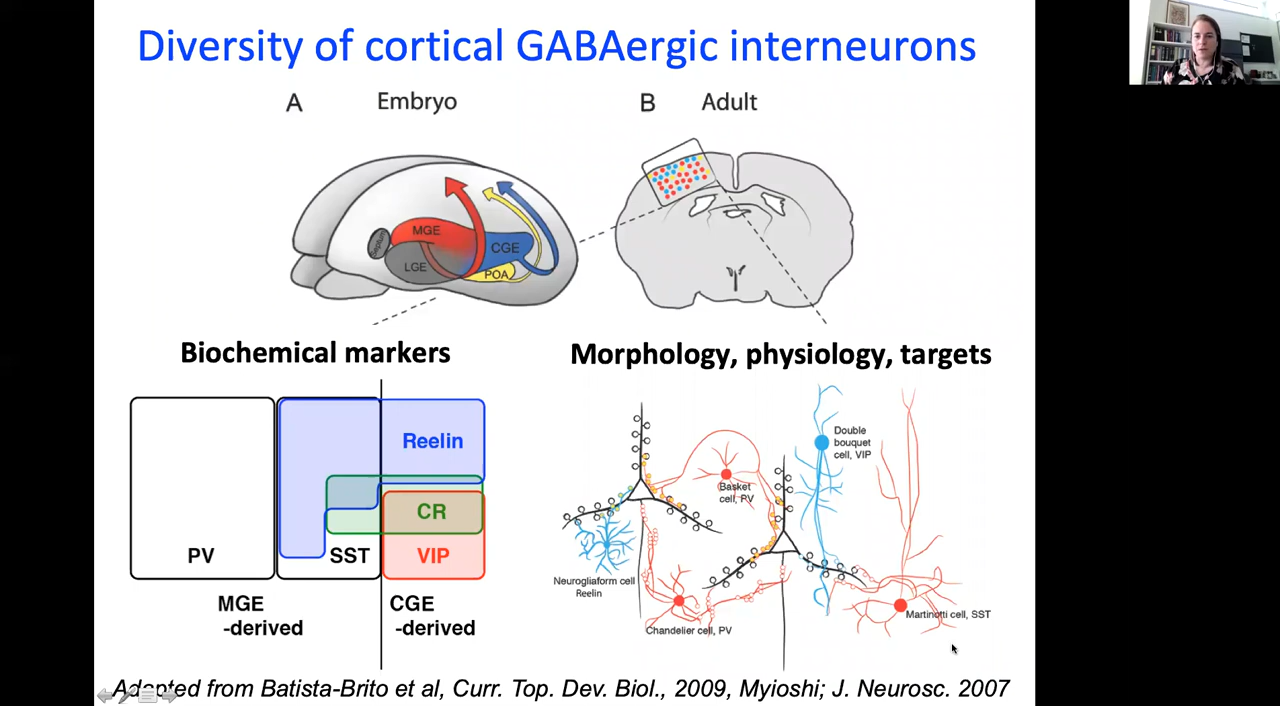 Diversity of cortical GABAergic interneurons
A Embryo
B Adult
MGE
septum
CGE
LGE
POA
Biochemical markers
Morphology, physiology, targets
Reelin
CR
PV
SST
VIP
MGE
-derived
CGE
-derived
Double
bouquet
cell, VIP
Basket
cell, PV
Neurogliaform cell
Reelin
Chandelier cell, PV
Martinotti cell, SST
Adapted from Batista-Brito et al, Curr. Top. Dev. Biol., 2009, Myioshi; J. Neurosc. 2007